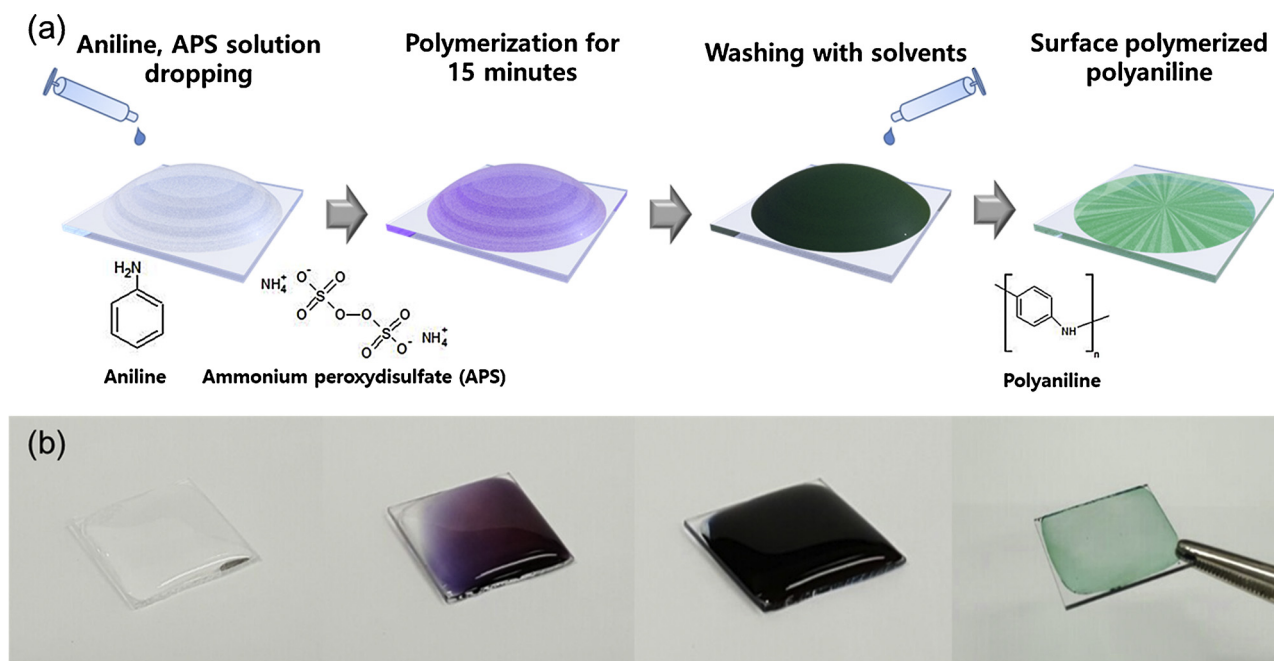 (a)
Aniline, APS solution
dropping
Polymerization for
15 minutes
Washing with solvents
Surface polymerized
polyaniline
H₂N
NH₄⁺
O⁻
O
S
O
O
O
O
S
O
O⁻
NH₄⁺
NH
n
Aniline
Ammonium peroxydisulfate (APS)
Polyaniline
(b)